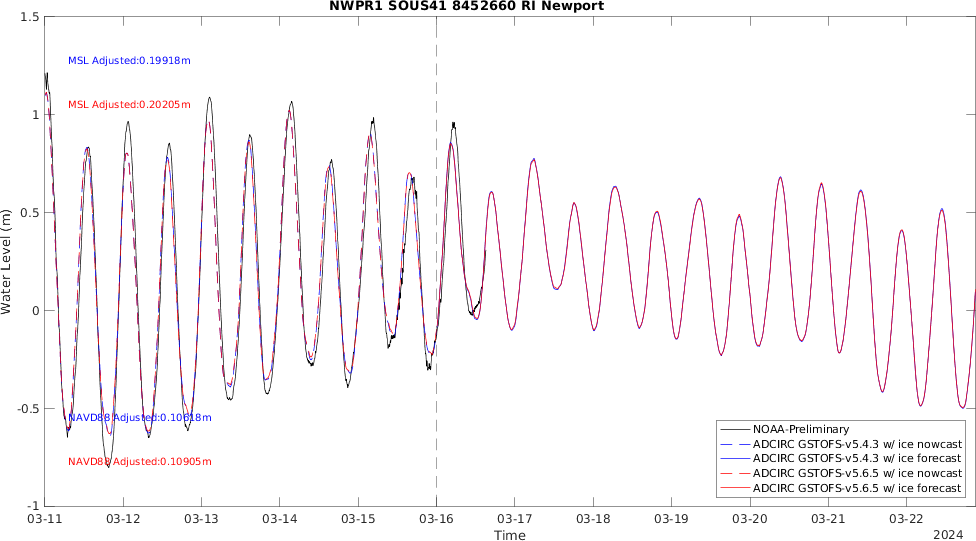 NWPR1 SOUS41 8452660 RI Newport
1.5
MSL Adjusted:0.19918m
MSL Adjusted:0.20205m
1
0.5
Water Level (m)
0
-0.5
NAVD88 Adjusted:0.10618m
NAVD88 Adjusted:0.10905m
NOAA-Preliminary
ADCIRC GSTOFS-v5.4.3 w/ ice nowcast
ADCIRC GSTOFS-v5.4.3 w/ ice forecast
ADCIRC GSTOFS-v5.6.5 w/ ice nowcast
ADCIRC GSTOFS-v5.6.5 w/ ice forecast
-1
03-11 03-12 03-13 03-14 03-15 03-16 03-17 03-18 03-19 03-20 03-21 03-22
Time
2024